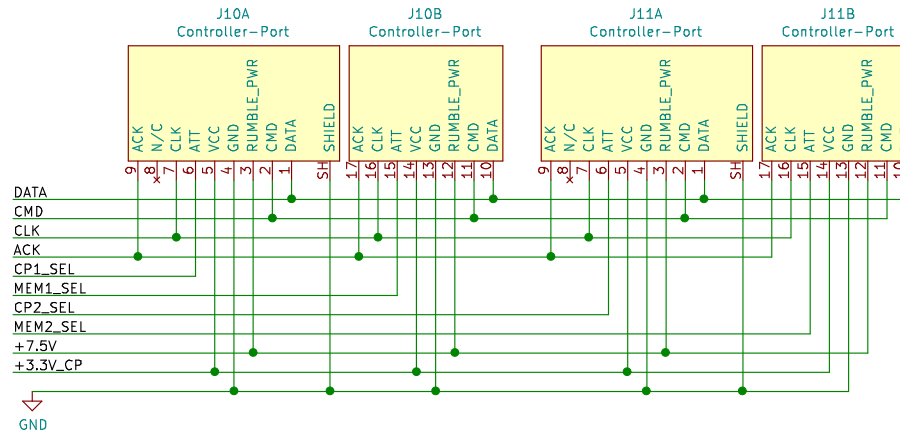 J10A
Controller-Port
J10B
Controller-Port
J11A
Controller-Port
J11B
Controller-Port
ACK
N/C
CLK
ATT
VCC
GND
RUMBLE_PWR
CMD
DATA
SHIELD
9
8
7
6
5
4
3
2
1
SH
ACK
CLK
ATT
VCC
GND
RUMBLE_PWR
CMD
DATA
17
16
15
14
13
12
11
10
ACK
N/C
CLK
ATT
VCC
GND
RUMBLE_PWR
CMD
DATA
SHIELD
9
8
7
6
5
4
3
2
1
SH
ACK
CLK
ATT
VCC
GND
RUMBLE_PWR
CMD
17
16
15
14
13
12
11
10
DATA
CMD
CLK
ACK
CP1_SEL
MEM1_SEL
CP2_SEL
MEM2_SEL
+7.5V
+3.3V_CP
GND